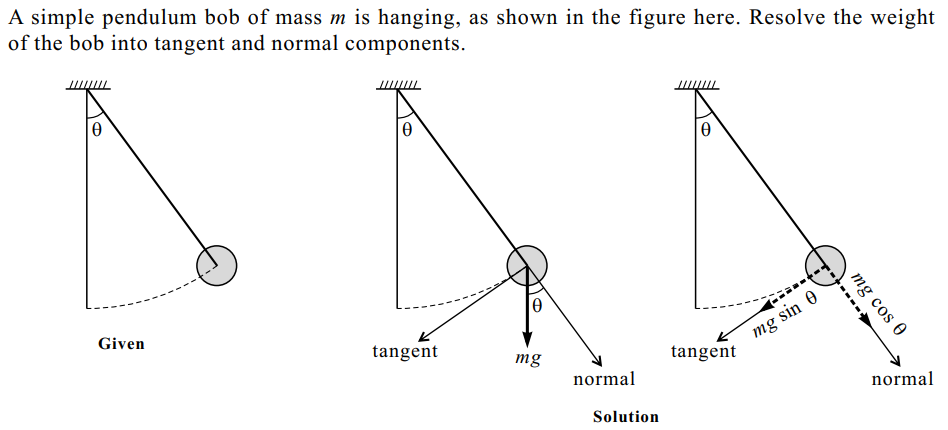 A simple pendulum bob of mass m is hanging, as shown in the figure here. Resolve the weight
of the bob into tangent and normal components.
θ
Given
θ
θ
tangent
mg
normal
θ
mg sin θ
mg cos θ
tangent
normal
Solution